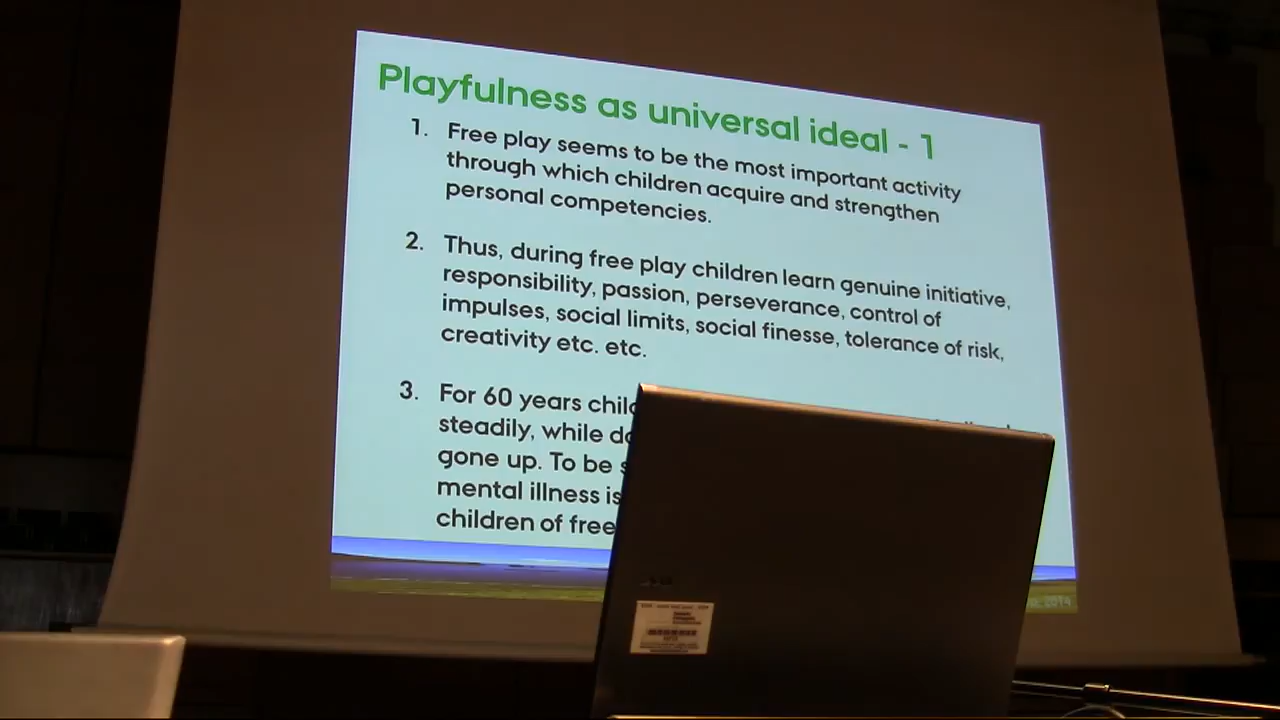 Playfulness as universal ideal - 1
1. Free play seems to be the most important activity
through which children acquire and strengthen
personal competencies.
2. Thus, during free play children learn genuine initiative,
responsibility, passion, perseverance, control of
impulses, social limits, social finesse, tolerance of risk,
creativity etc. etc.
3. For 60 years
steadily, while
gone up. To be
mental illness is
children of free
2014